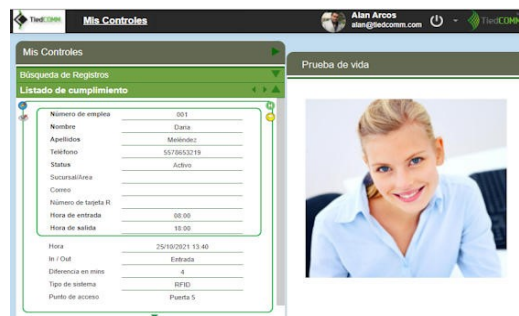 TiedCOMM
Mis Controles
Alan Arcos
alan@tiedcomm.com
TiedCOMM
Mis Controles
Búsqueda de Registros
Listado de cumplimiento
Número de emplea 001
Nombre Dana
Apellidos Meléndez
Teléfono 5578653219
Status Activo
Sucursal/Area
Correo
Número de tarjeta R
Hora de entrada 08:00
Hora de salida 18:00
Hora 25/10/2021 13:40
In / Out Entrada
Diferencia en mins 4
Tipo de sistema RFID
Punto de acceso Puerta 5
Prueba de vida